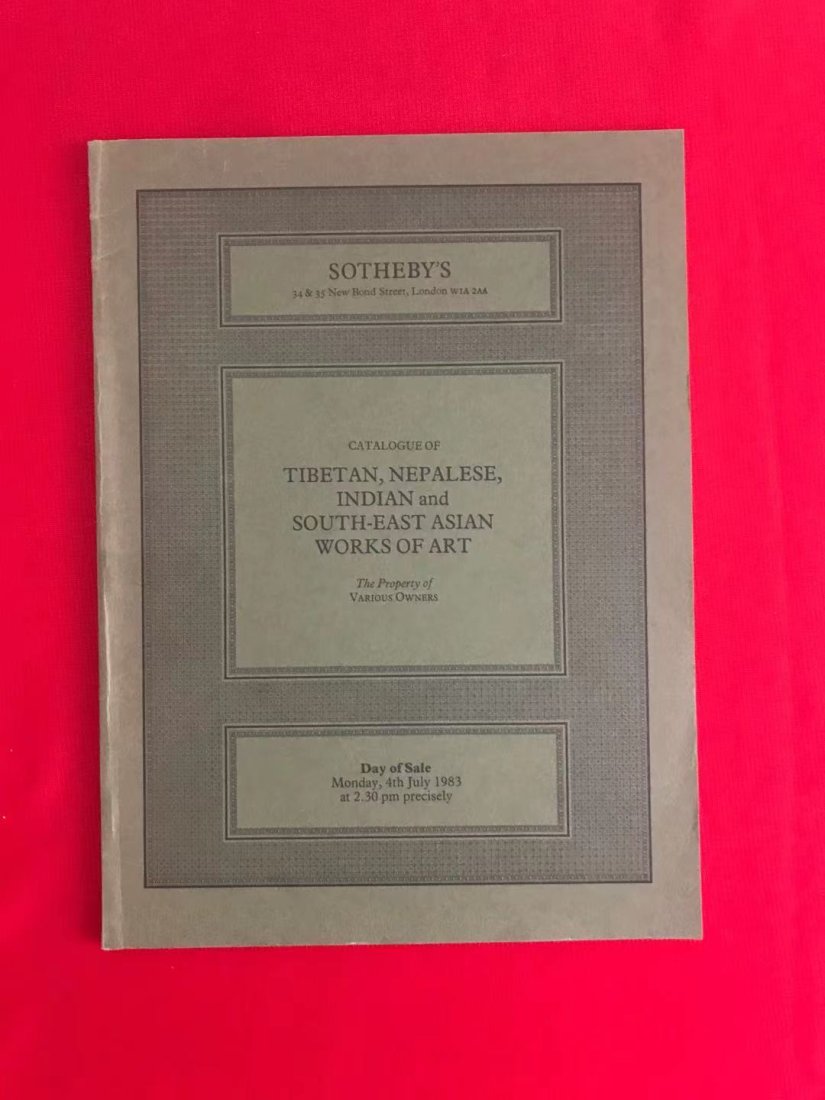 SOTHEBY'S
34 & 35 New Bond Street, London W1A 2AA
CATALOGUE OF
TIBETAN, NEPALESE,
INDIAN and
SOUTH-EAST ASIAN
WORKS OF ART
The Property of
VARIOUS OWNERS
Day of Sale
Monday, 4th July 1983
at 2.30 pm precisely